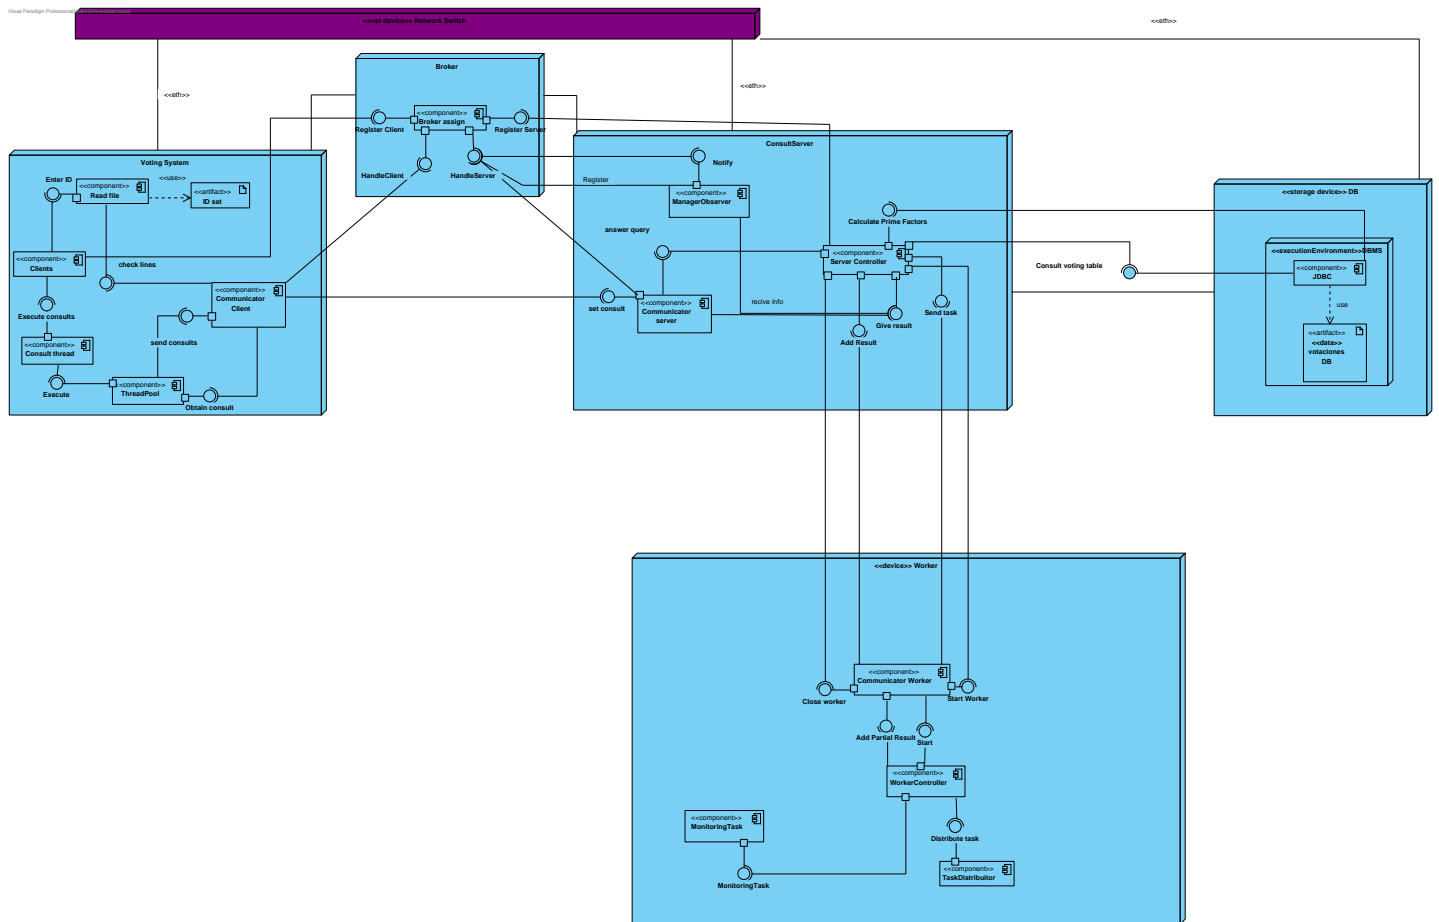 Visual Paradigm Professional
<<net device>> Network Switch
<<eth>>
<<eth>>
<<eth>>
Broker
<<component>>
Broker assign
Register Client
Register Server
HandleClient
HandleServer
Voting System
Enter ID
<<component>>
Read file
<<use>>
<<artifact>>
ID set
<<component>>
Clients
check lines
<<component>>
Communicator
Client
Execute consults
send consults
<<component>>
Consult thread
Execute
<<component>>
ThreadPool
Obtain consult
ConsultServer
Notify
Register
<<component>>
ManagerObserver
answer query
Calculate Prime Factors
<<component>>
Server Controller
set consult
<<component>>
Communicator
server
recive info
Give result
Send task
Add Result
Consult voting table
<<storage device>> DB
<<executionEnvironment>>DBMS
<<component>>
JDBC
use
<<artifact>>
<<data>>
votaciones
DB
<<device>> Worker
<<component>>
Communicator Worker
Close worker
Start Worker
Add Partial Result
Start
<<component>>
WorkerController
<<component>>
MonitoringTask
Distribute task
MonitoringTask
<<component>>
TaskDistribuitor